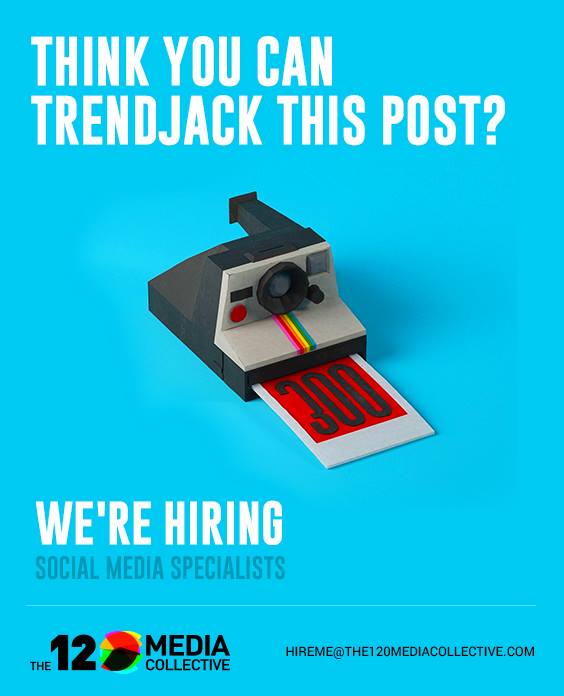 THINK YOU CAN
TRENDJACK THIS POST?
300
WE'RE HIRING
SOCIAL MEDIA SPECIALISTS
THE 120 MEDIA
COLLECTIVE
HIREME@THE120MEDIACOLLECTIVE.COM